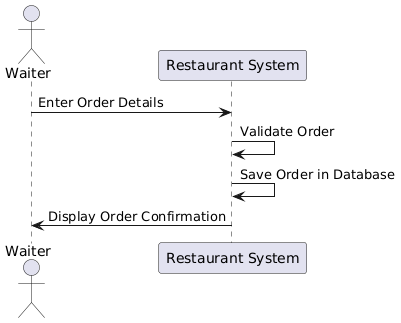 Waiter
Restaurant System
Enter Order Details
Validate Order
Save Order in Database
Display Order Confirmation
Waiter
Restaurant System